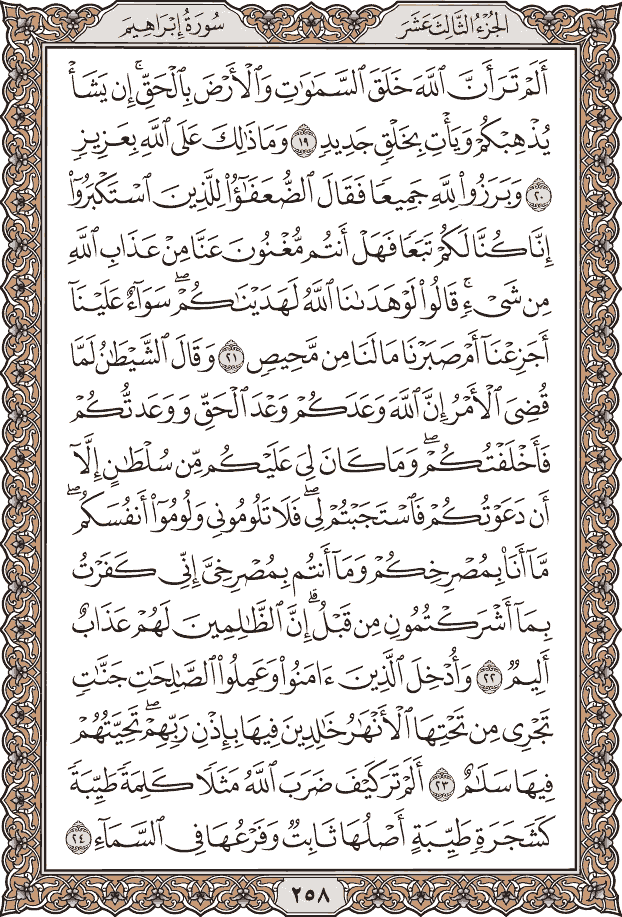 الجُزْءُ الثَّالِثَ عَشَرَ
سُورَةُ إِبْرَاهِيمَ
أَلَمْ تَرَ أَنَّ ٱللَّهَ خَلَقَ ٱلسَّمَٰوَٰتِ وَٱلْأَرْضَ بِٱلْحَقِّۚ إِن يَشَأْ
يُذْهِبْكُمْ وَيَأْتِ بِخَلْقٍ جَدِيدٍ ١٩ وَمَا ذَٰلِكَ عَلَى ٱللَّهِ بِعَزِيزٍ
٢٠ وَبَرَزُوا۟ لِلَّهِ جَمِيعًا فَقَالَ ٱلضُّعَفَٰٓؤُا۟ لِلَّذِينَ ٱسْتَكْبَرُوٓا۟
إِنَّا كُنَّا لَكُمْ تَبَعًا فَهَلْ أَنتُم مُّغْنُونَ عَنَّا مِنْ عَذَابِ ٱللَّهِ
مِن شَىْءٍۚ قَالُوا۟ لَوْ هَدَىٰنَا ٱللَّهُ لَهَدَيْنَٰكُمْۖ سَوَآءٌ عَلَيْنَآ
أَجَزِعْنَآ أَمْ صَبَرْنَا مَا لَنَا مِن مَّحِيصٍ ٢١ وَقَالَ ٱلشَّيْطَٰنُ لَمَّا
قُضِىَ ٱلْأَمْرُ إِنَّ ٱللَّهَ وَعَدَكُمْ وَعْدَ ٱلْحَقِّ وَوَعَدتُّكُمْ
فَأَخْلَفْتُكُمْۖ وَمَا كَانَ لِىَ عَلَيْكُم مِّن سُلْطَٰنٍ إِلَّآ
أَن دَعَوْتُكُمْ فَٱسْتَجَبْتُمْ لِىۖ فَلَا تَلُومُونِى وَلُومُوٓا۟ أَنفُسَكُمۖ
مَّآ أَنَا۠ بِمُصْرِخِكُمْ وَمَآ أَنتُم بِمُصْرِخِىَّۖ إِنِّى كَفَرْتُ
بِمَآ أَشْرَكْتُمُونِ مِن قَبْلُۗ إِنَّ ٱلظَّٰلِمِينَ لَهُمْ عَذَابٌ
أَلِيمٌ ٢٢ وَأُدْخِلَ ٱلَّذِينَ ءَامَنُوا۟ وَعَمِلُوا۟ ٱلصَّٰلِحَٰتِ جَنَّٰتٍ
تَجْرِى مِن تَحْتِهَا ٱلْأَنْهَٰرُ خَٰلِدِينَ فِيهَا بِإِذْنِ رَبِّهِمْۖ تَحِيَّتُهُمْ
فِيهَا سَلَٰمٌ ٢٣ أَلَمْ تَرَ كَيْفَ ضَرَبَ ٱللَّهُ مَثَلًا كَلِمَةً طَيِّبَةً
كَشَجَرَةٍ طَيِّبَةٍ أَصْلُهَا ثَابِتٌ وَفَرْعُهَا فِى ٱلسَّمَآءِ ٢٤
٢٥٨